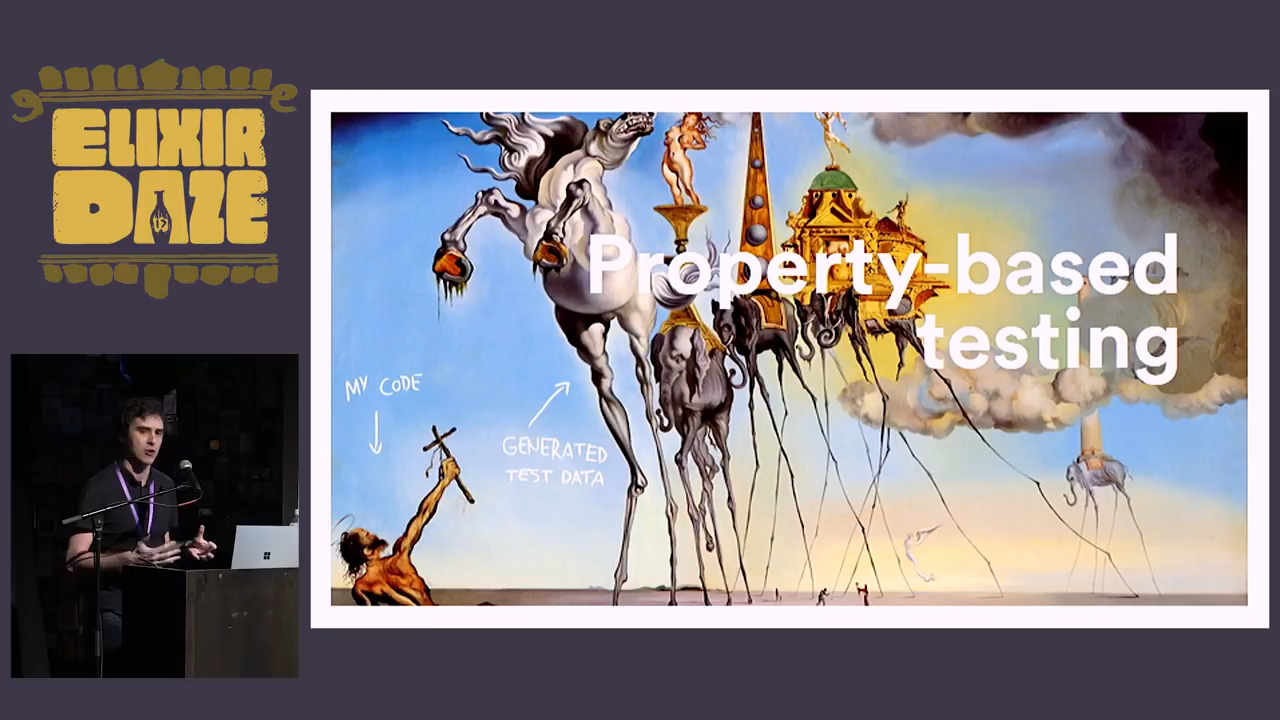 ELIXIR
DAZE
Property-based
testing
MY CODE
GENERATED
TEST DATA